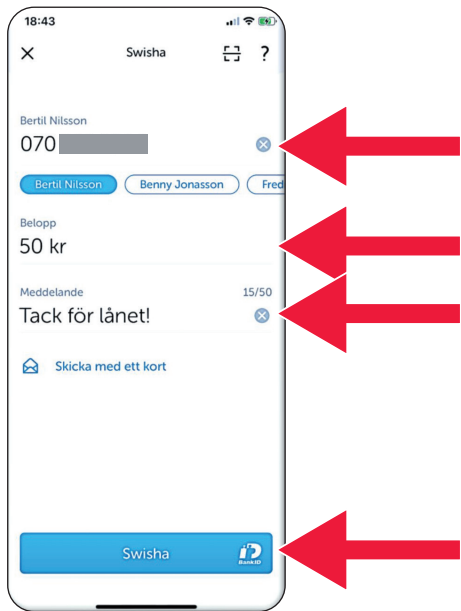 18:43
Swisha
?
Bertil Nilsson
070
Bertil Nilsson Benny Jonasson Fred
Belopp
50 kr
Meddelande 15/50
Tack för lånet!
Skicka med ett kort
Swisha
BankID